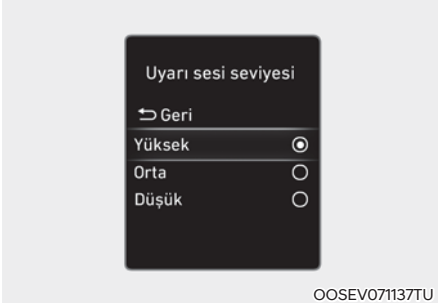 Uyarı sesi seviyesi
Geri
Yüksek
Orta
Düşük
OOSEV071137TU